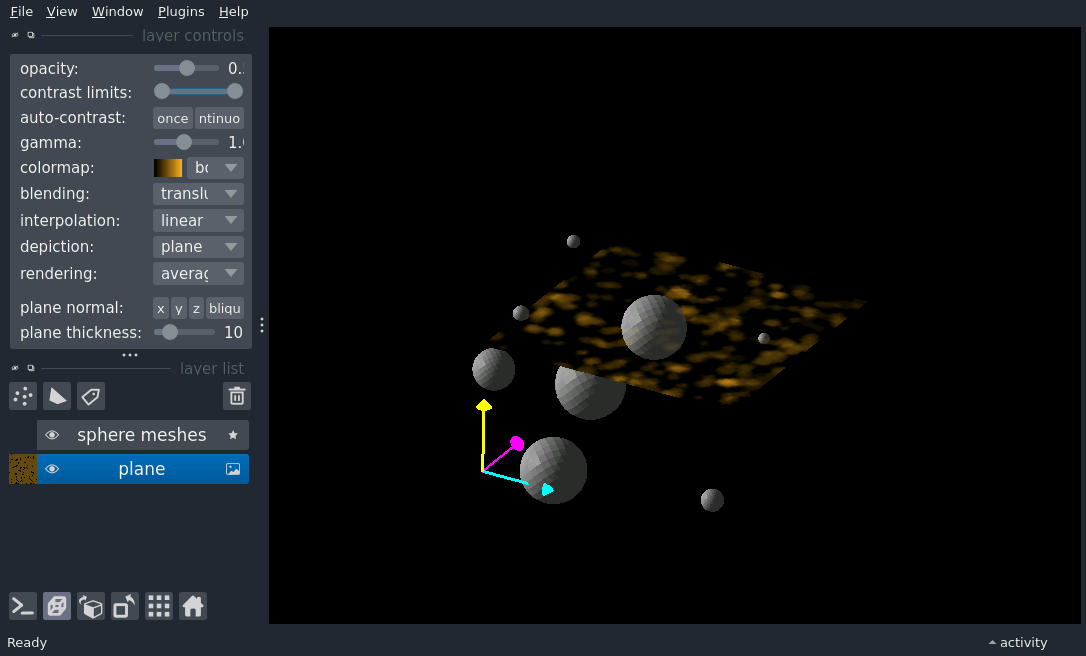 File View Window Plugins Help
layer controls
opacity: 0.
contrast limits:
auto-contrast: once ntinuo
gamma: 1.
colormap:
blending: translu
interpolation: linear
depiction: plane
rendering: averag
plane normal: x y z bliqu
plane thickness: 10
layer list
sphere meshes
plane
Ready
activity